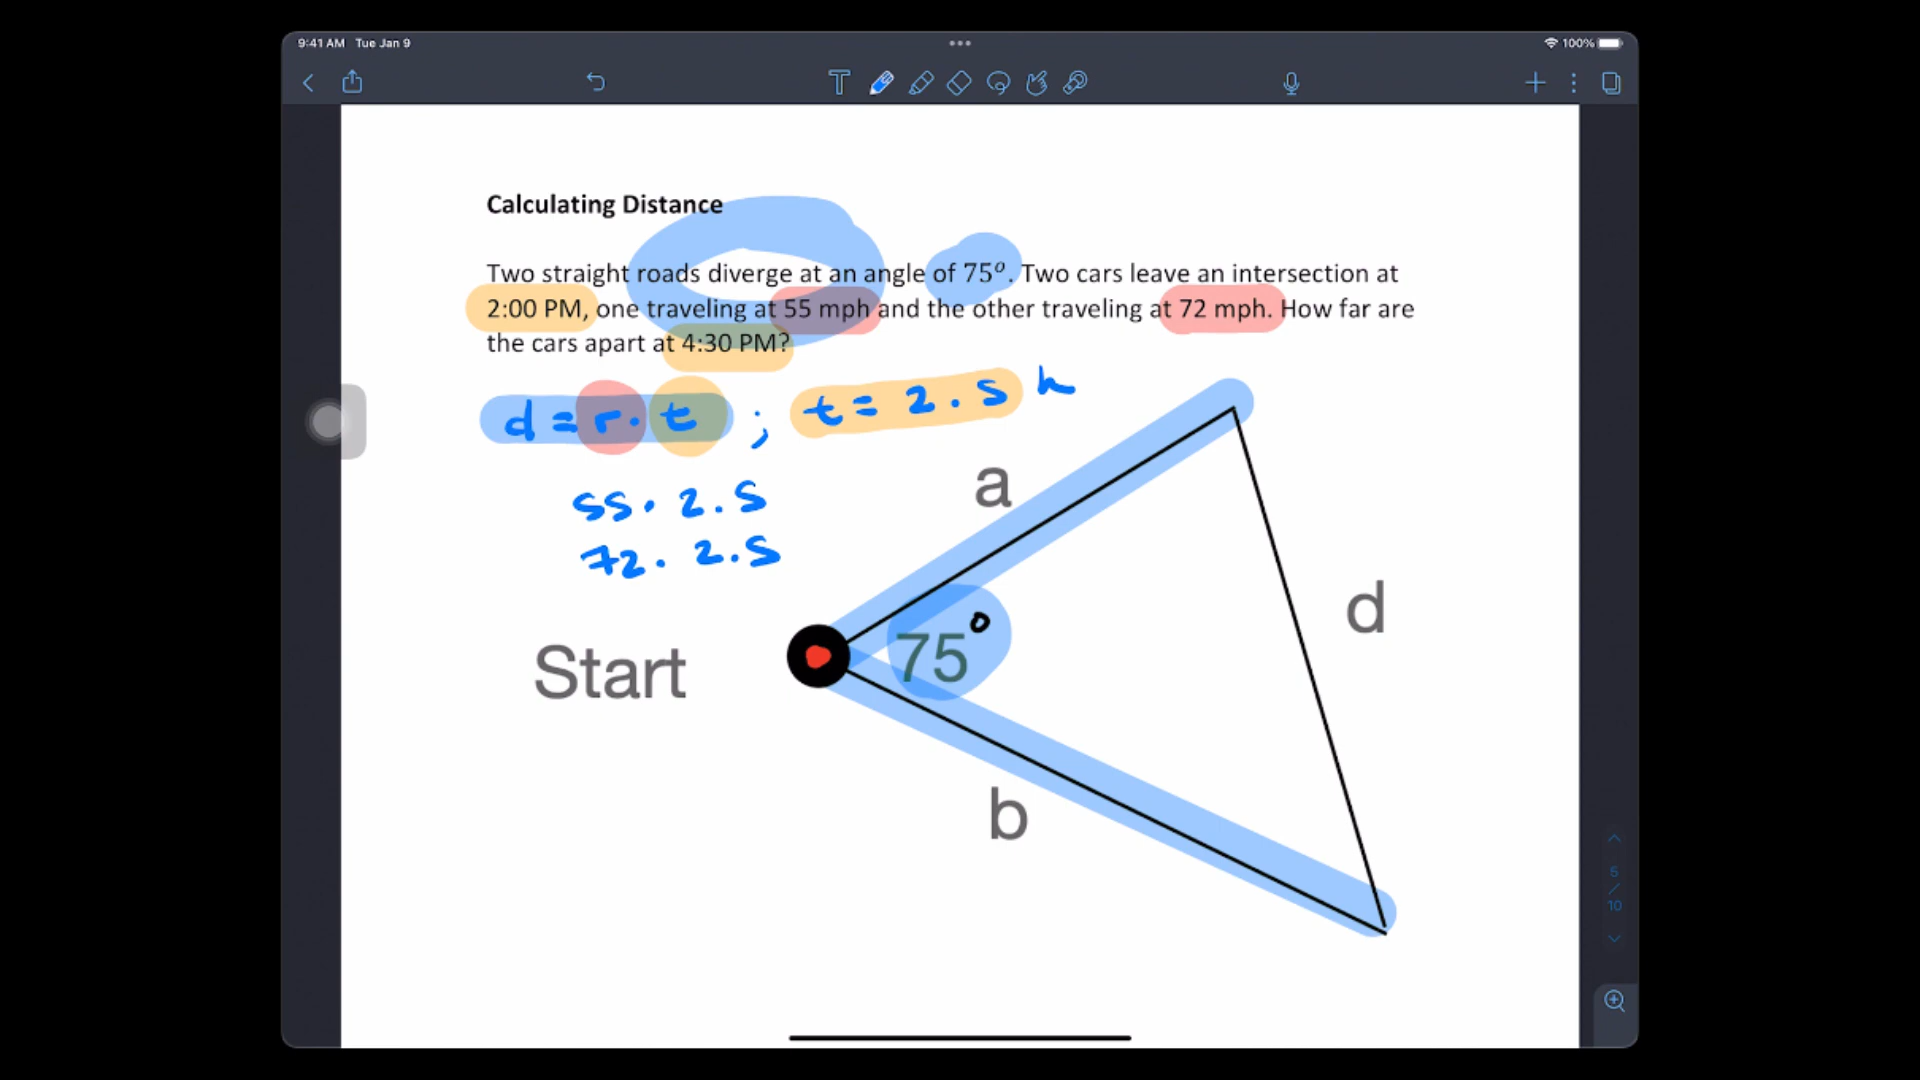 9:41 AM Tue Jan 9
100%
Calculating Distance
Two straight roads diverge at an angle of 75°. Two cars leave an intersection at
2:00 PM, one traveling at 55 mph and the other traveling at 72 mph. How far are
the cars apart at 4:30 PM?
d = r · t ; t = 2.5 h
55 · 2.5
72 · 2.5
a
d
75°
Start
b
5
/
10